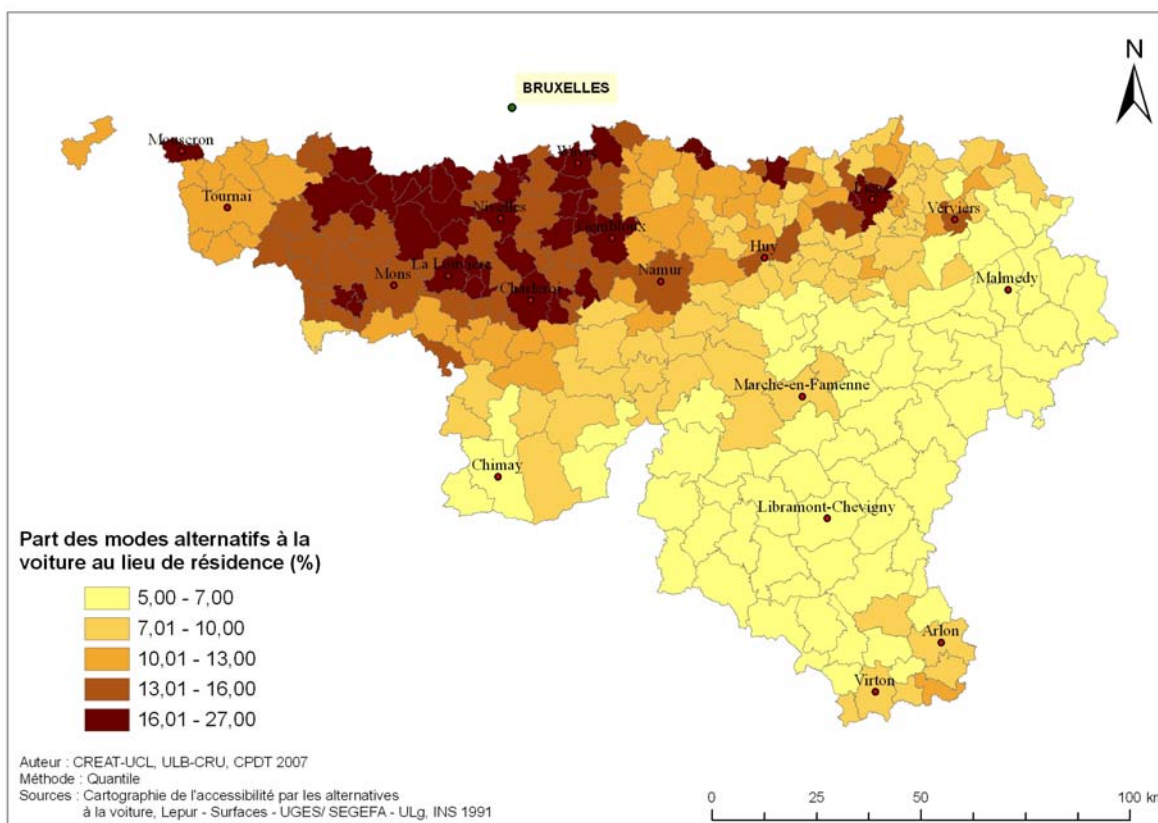 N
BRUXELLES
Mouscron
Wavre
Tournai
Liège
Nivelles
Verviers
Gembloux
Huy
La Louvière
Namur
Mons
Malmedy
Charleroi
Marche-en-Famenne
Chimay
Libramont-Chevigny
Part des modes alternatifs à la
voiture au lieu de résidence (%)
5,00 - 7,00
7,01 - 10,00
10,01 - 13,00
13,01 - 16,00
16,01 - 27,00
Arlon
Virton
Auteur : CREAT-UCL, ULB-CRU, CPDT 2007
Méthode : Quantile
Sources : Cartographie de l'accessibilité par les alternatives
à la voiture, Lepur - Surfaces - UGES/ SEGEFA - ULg, INS 1991
0 25 50 100 km